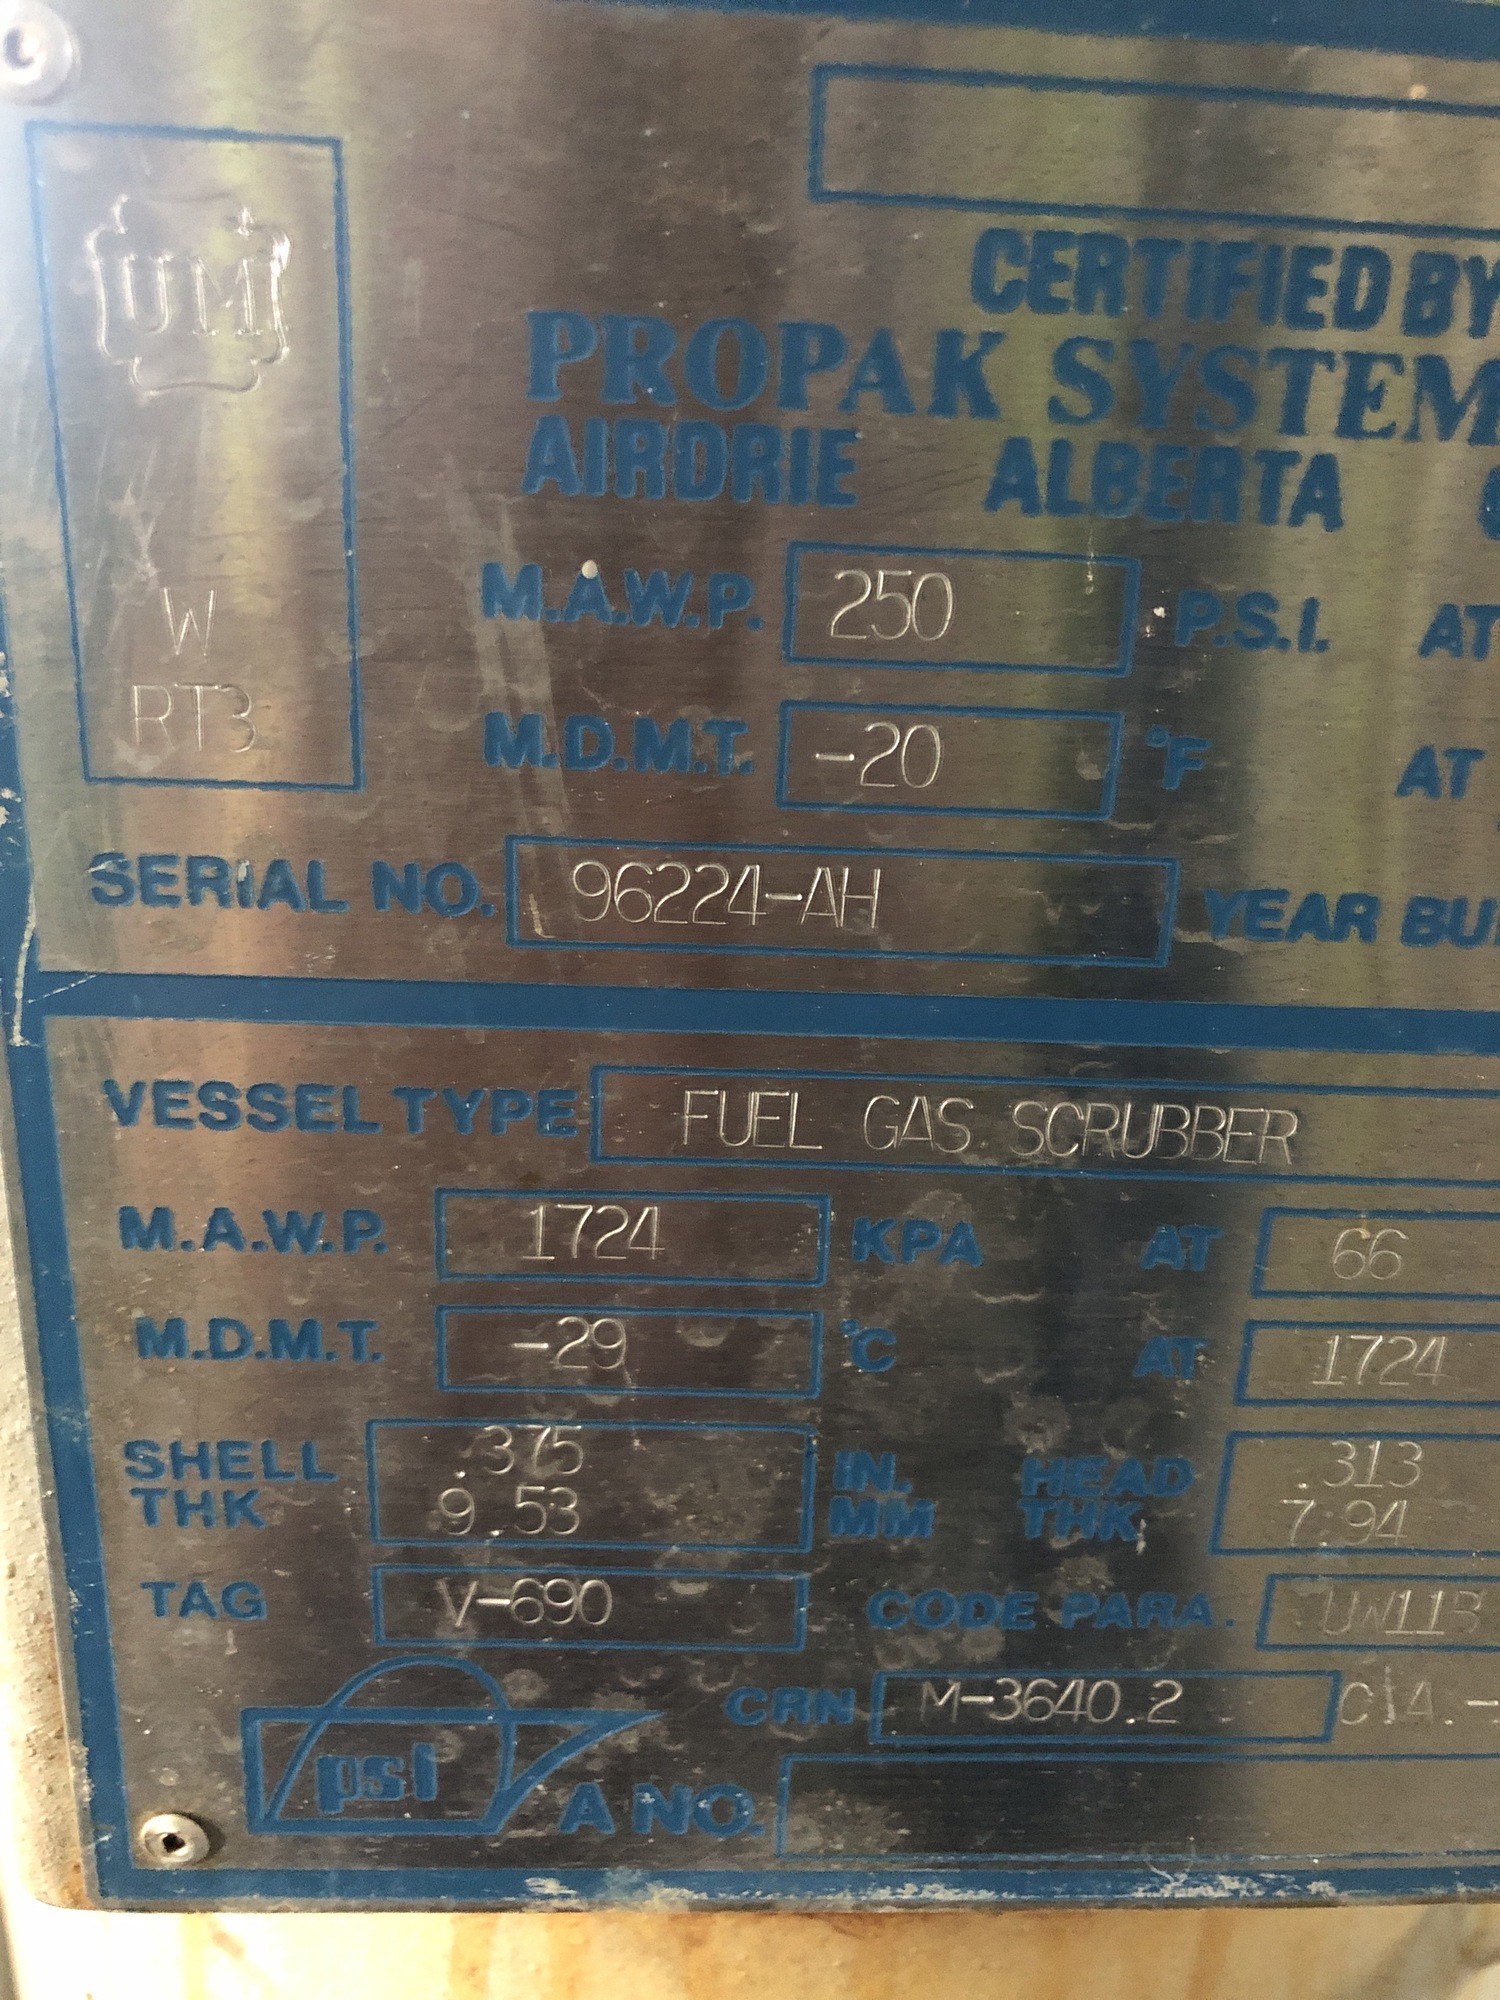 CERTIFIED BY
UM
PROPAK SYSTEM
AIRDRIE ALBERTA
W
RT3
M.A.W.P. 250 P.S.I. AT
M.D.M.T. -20 °F AT
SERIAL NO. 96224-AH YEAR BUI
VESSEL TYPE FUEL GAS SCRUBBER
M.A.W.P. 1724 KPA AT 66
M.D.M.T. -29 °C AT 1724
SHELL THK .375 IN. HEAD THK .313
9.53 MM 7.94
TAG V-690 CODE PARA. UW11B
CRN M-3640.2
psi A NO.